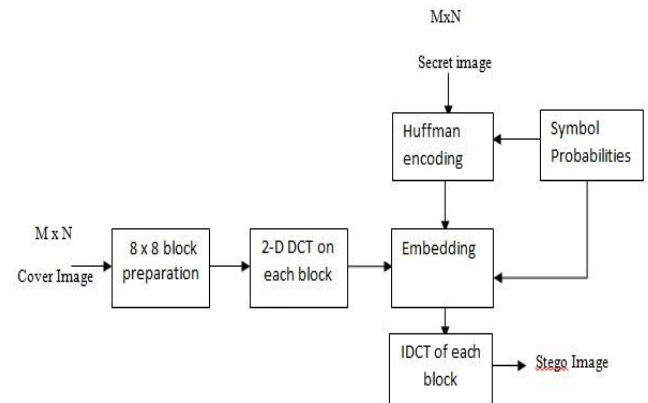 MxN
Secret image
Huffman
encoding
Symbol
Probabilities
M x N
Cover Image
8 x 8 block
preparation
2-D DCT on
each block
Embedding
IDCT of each
block
Stego Image